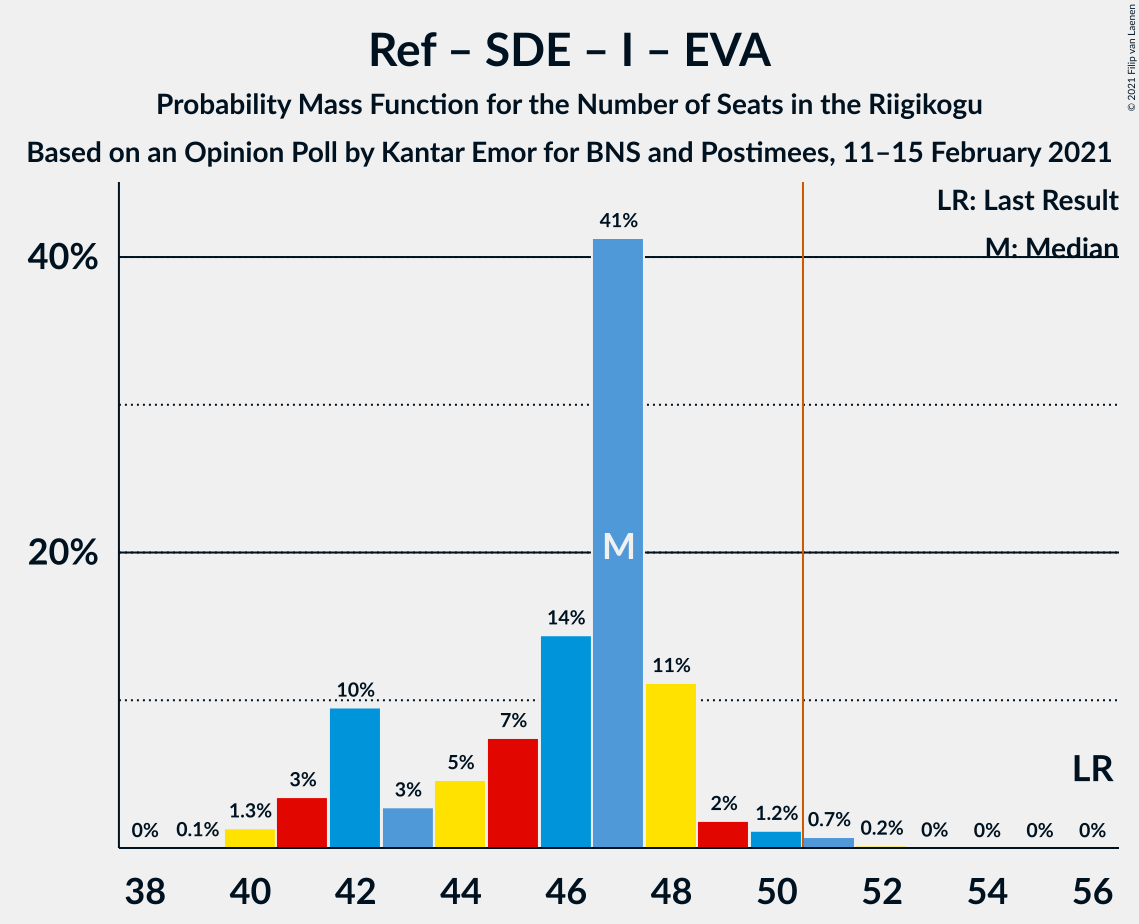 Ref – SDE – I – EVA
Probability Mass Function for the Number of Seats in the Riigikogu
Based on an Opinion Poll by Kantar Emor for BNS and Postimees, 11–15 February 2021
© 2021 Filip van Laenen
LR: Last Result
M: Median
40%
20%
0%
0.1%
1.3%
3%
10%
3%
5%
7%
14%
41%
11%
2%
1.2%
0.7%
0.2%
0%
0%
0%
0%
M
LR
38 40 42 44 46 48 50 52 54 56